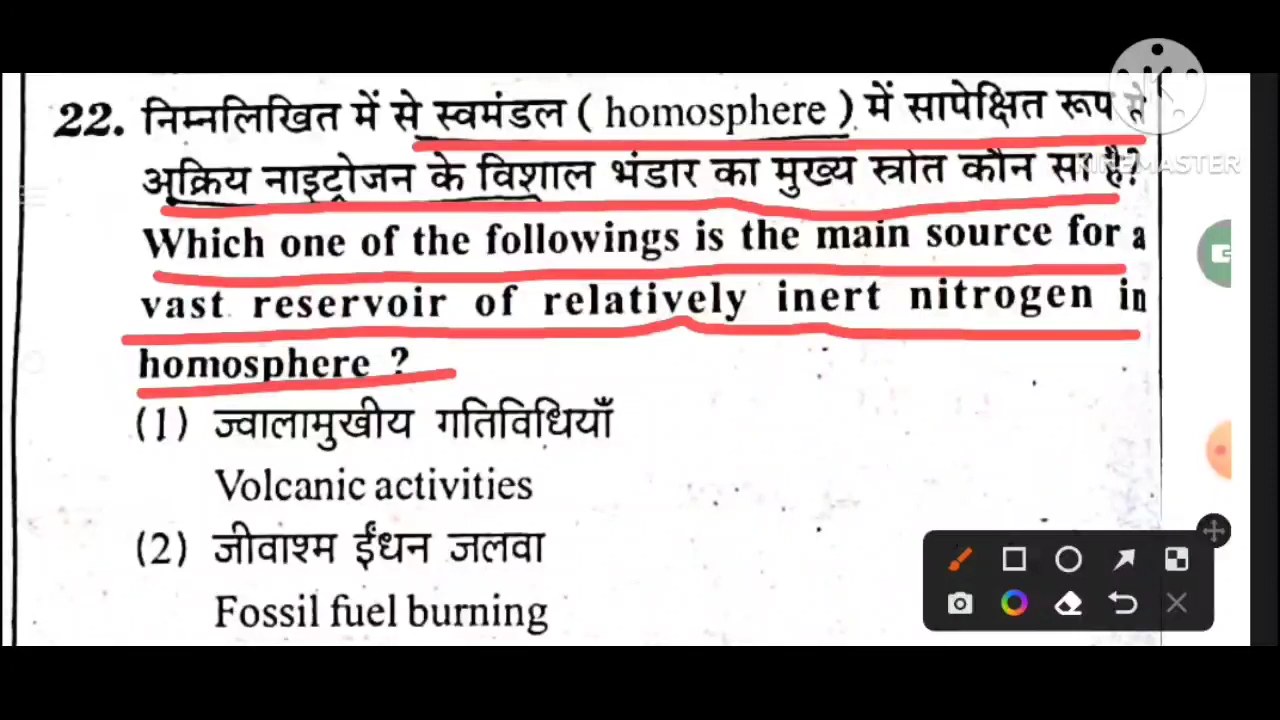 22. निम्नलिखित में से स्वमंडल ( homosphere ) में सापेक्षित रूप से
अक्रिय नाइट्रोजन के विशाल भंडार का मुख्य स्त्रोत कौन सा है?
Which one of the followings is the main source for a
vast reservoir of relatively inert nitrogen in
homosphere ?
(1) ज्वालामुखीय गतिविधियाँ
Volcanic activities
(2) जीवाश्म ईंधन जलवा
Fossil fuel burning
KINEMASTER